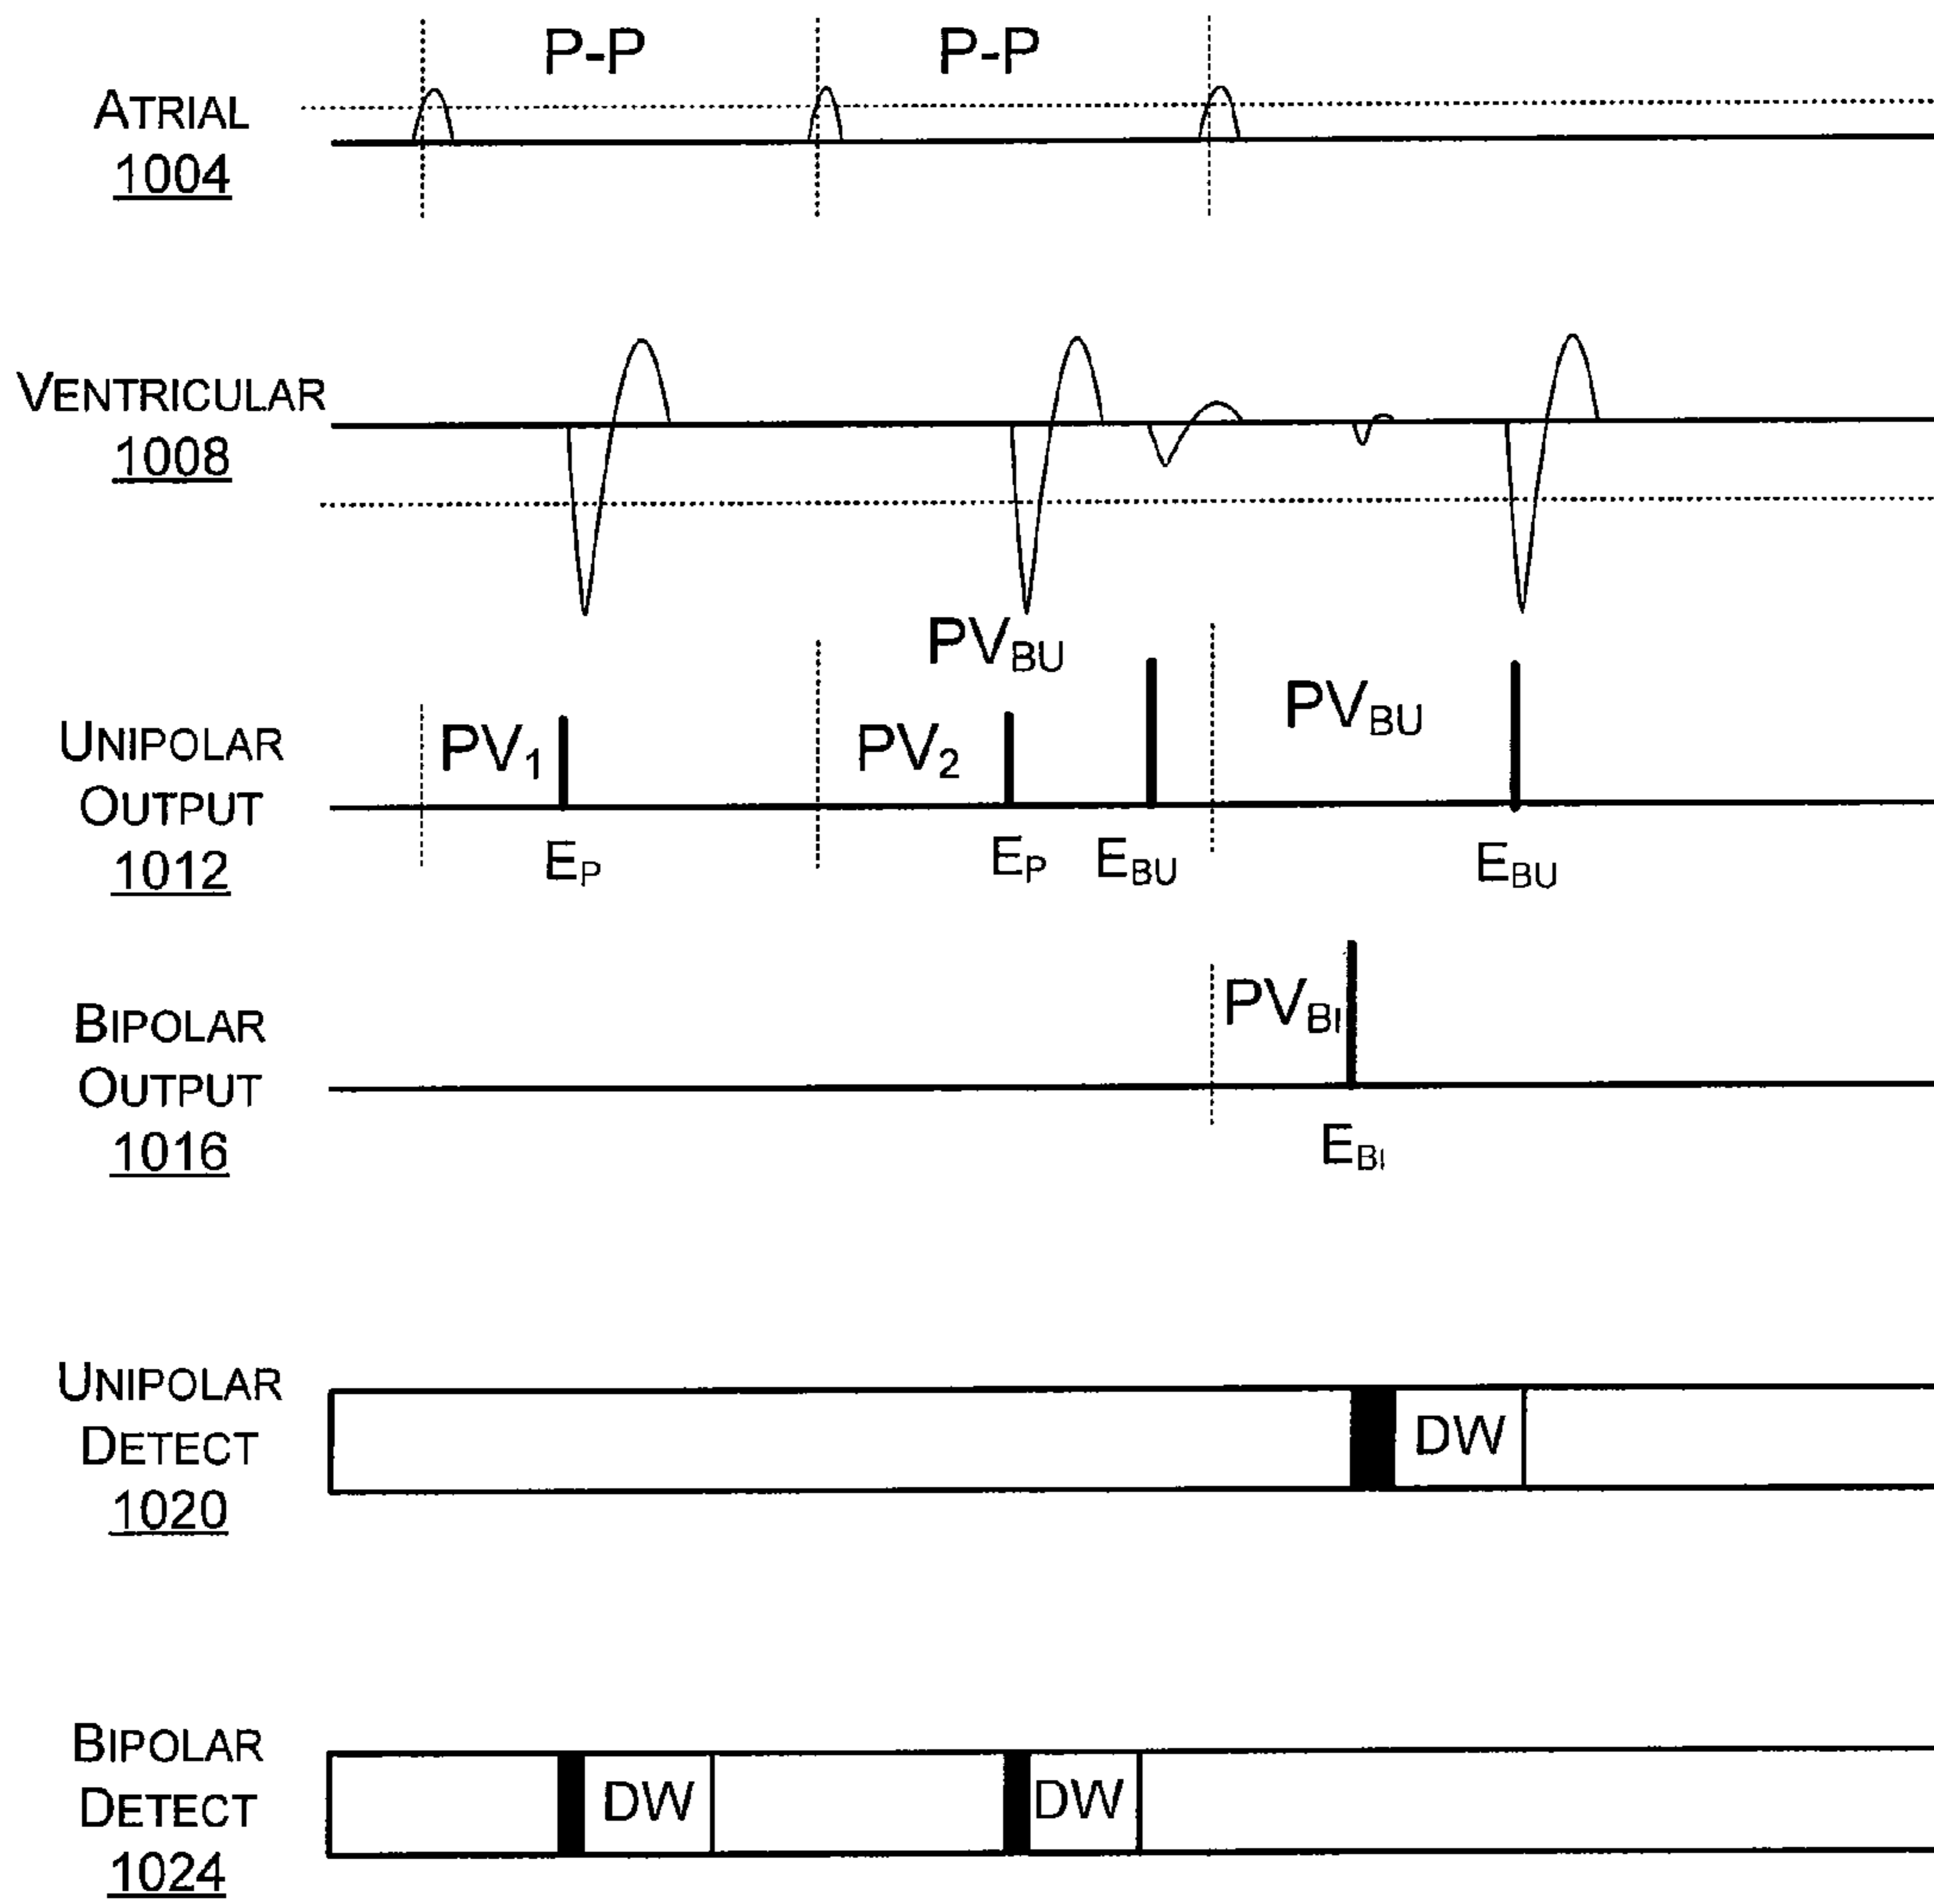 P-P P-P
ATRIAL
1004
VENTRICULAR
1008
PVBU
PVBU
UNIPOLAR
OUTPUT
1012
PV1 PV2
EP EP EBU EBU
BIPOLAR
OUTPUT
1016
PVBI
EBI
UNIPOLAR
DETECT
1020
DW
BIPOLAR
DETECT
1024
DW DW